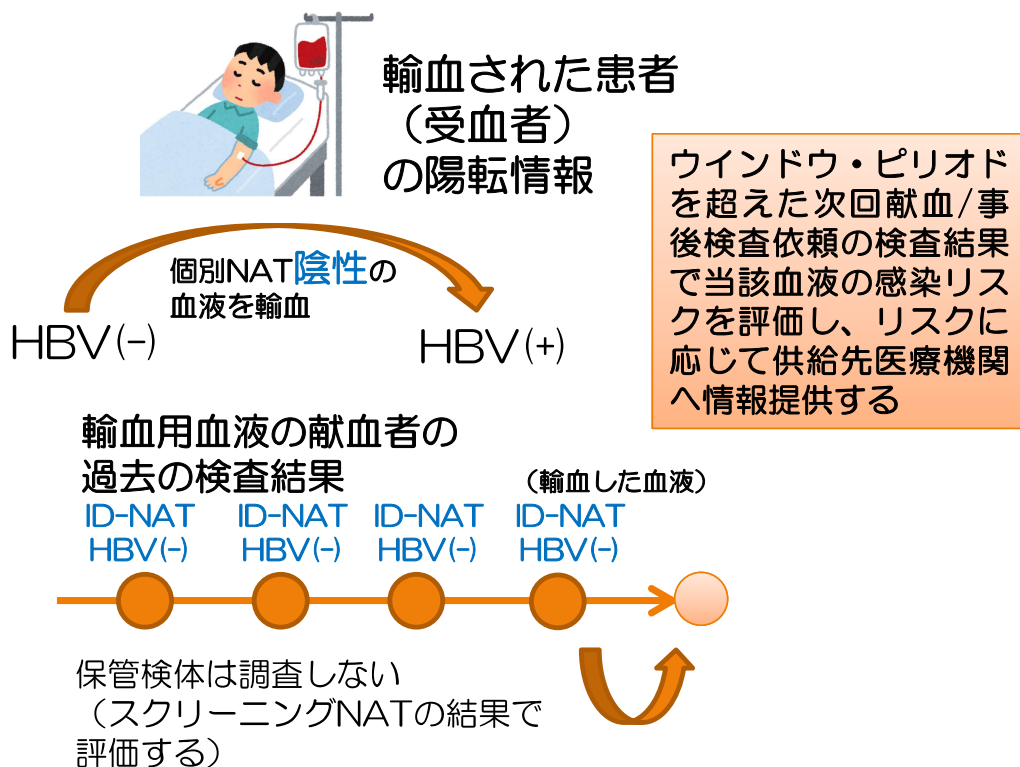 輸血された患者
（受血者）
の陽転情報
ウインドウ・ピリオド
を超えた次回献血/事
後検査依頼の検査結果
で当該血液の感染リス
クを評価し、リスクに
応じて供給先医療機関
へ情報提供する
個別NAT陰性の
血液を輸血
HBV(-)
HBV(+)
輸血用血液の献血者の
過去の検査結果
（輸血した血液）
ID-NAT
HBV(-)
ID-NAT
HBV(-)
ID-NAT
HBV(-)
ID-NAT
HBV(-)
保管検体は調査しない
（スクリーニングNATの結果で
評価する）